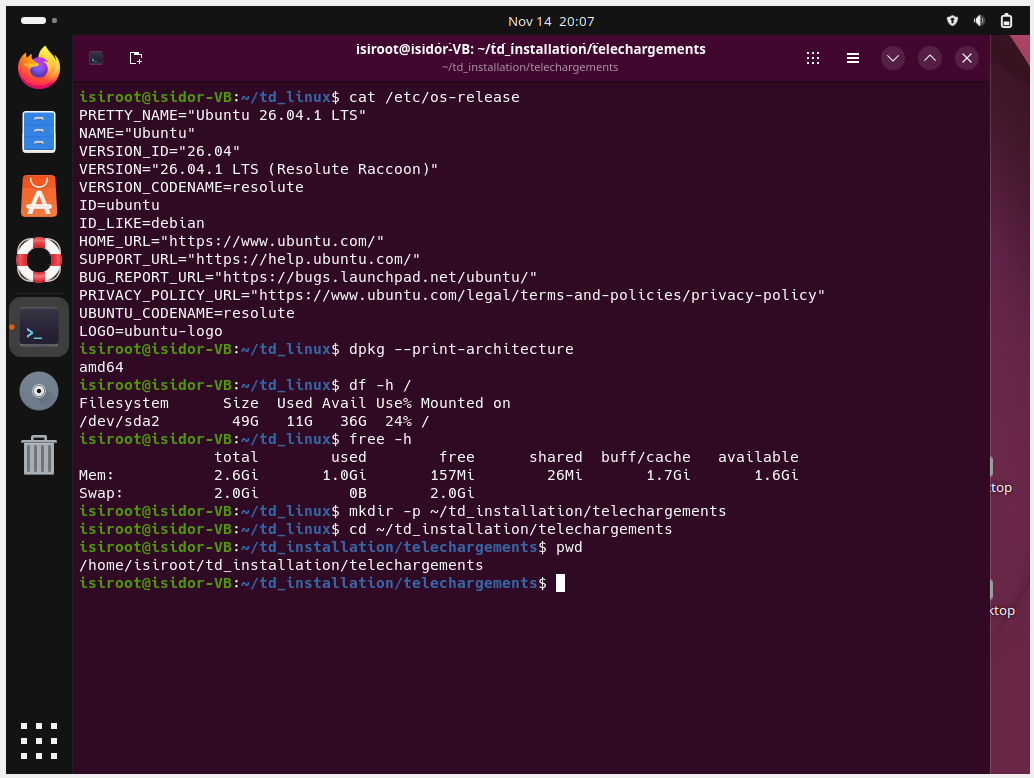 Nov 14 20:07
isiroot@isidor-VB: ~/td_installation/telechargements
~/td_installation/telechargements
isiroot@isidor-VB:~/td_linux$ cat /etc/os-release
PRETTY_NAME="Ubuntu 26.04.1 LTS"
NAME="Ubuntu"
VERSION_ID="26.04"
VERSION="26.04.1 LTS (Resolute Raccoon)"
VERSION_CODENAME=resolute
ID=ubuntu
ID_LIKE=debian
HOME_URL="https://www.ubuntu.com/"
SUPPORT_URL="https://help.ubuntu.com/"
BUG_REPORT_URL="https://bugs.launchpad.net/ubuntu/"
PRIVACY_POLICY_URL="https://www.ubuntu.com/legal/terms-and-policies/privacy-policy"
UBUNTU_CODENAME=resolute
LOGO=ubuntu-logo
isiroot@isidor-VB:~/td_linux$ dpkg --print-architecture
amd64
isiroot@isidor-VB:~/td_linux$ df -h /
Filesystem      Size  Used Avail Use% Mounted on
/dev/sda2        49G   11G   36G  24% /
isiroot@isidor-VB:~/td_linux$ free -h
               total        used        free      shared  buff/cache   available
Mem:           2.6Gi       1.0Gi       157Mi        26Mi       1.7Gi       1.6Gi
Swap:          2.0Gi          0B       2.0Gi
isiroot@isidor-VB:~/td_linux$ mkdir -p ~/td_installation/telechargements
isiroot@isidor-VB:~/td_linux$ cd ~/td_installation/telechargements
isiroot@isidor-VB:~/td_installation/telechargements$ pwd
/home/isiroot/td_installation/telechargements
isiroot@isidor-VB:~/td_installation/telechargements$
top
ktop